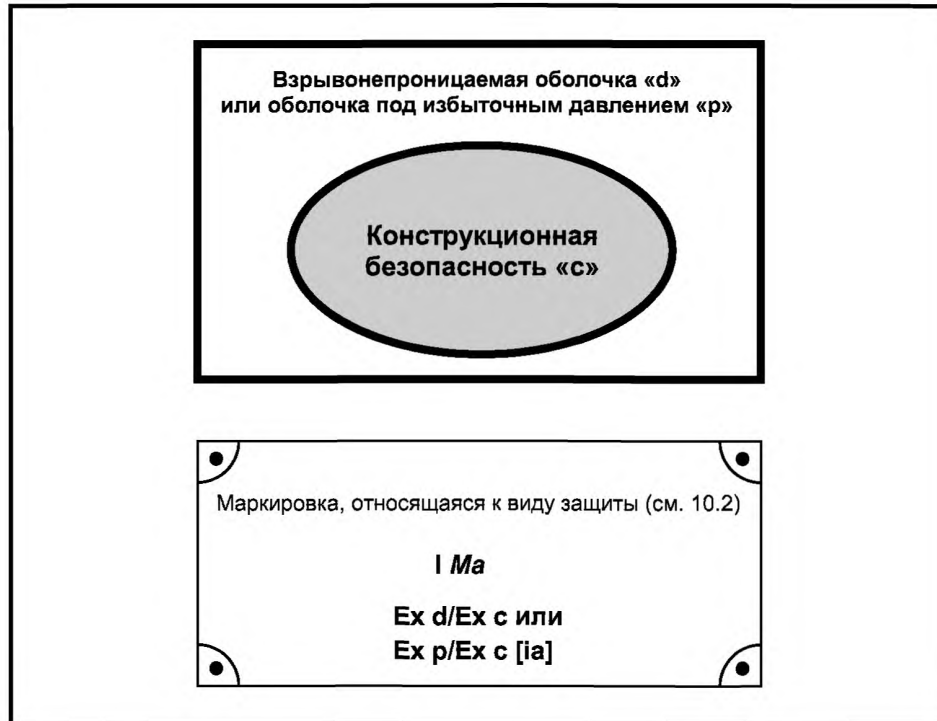 Взрывонепроницаемая оболочка «d»
или оболочка под избыточным давлением «p»
Конструкционная
безопасность «с»
Маркировка, относящаяся к виду защиты (см. 10.2)
I Ma
Ex d/Ex c или
Ex p/Ex c [ia]